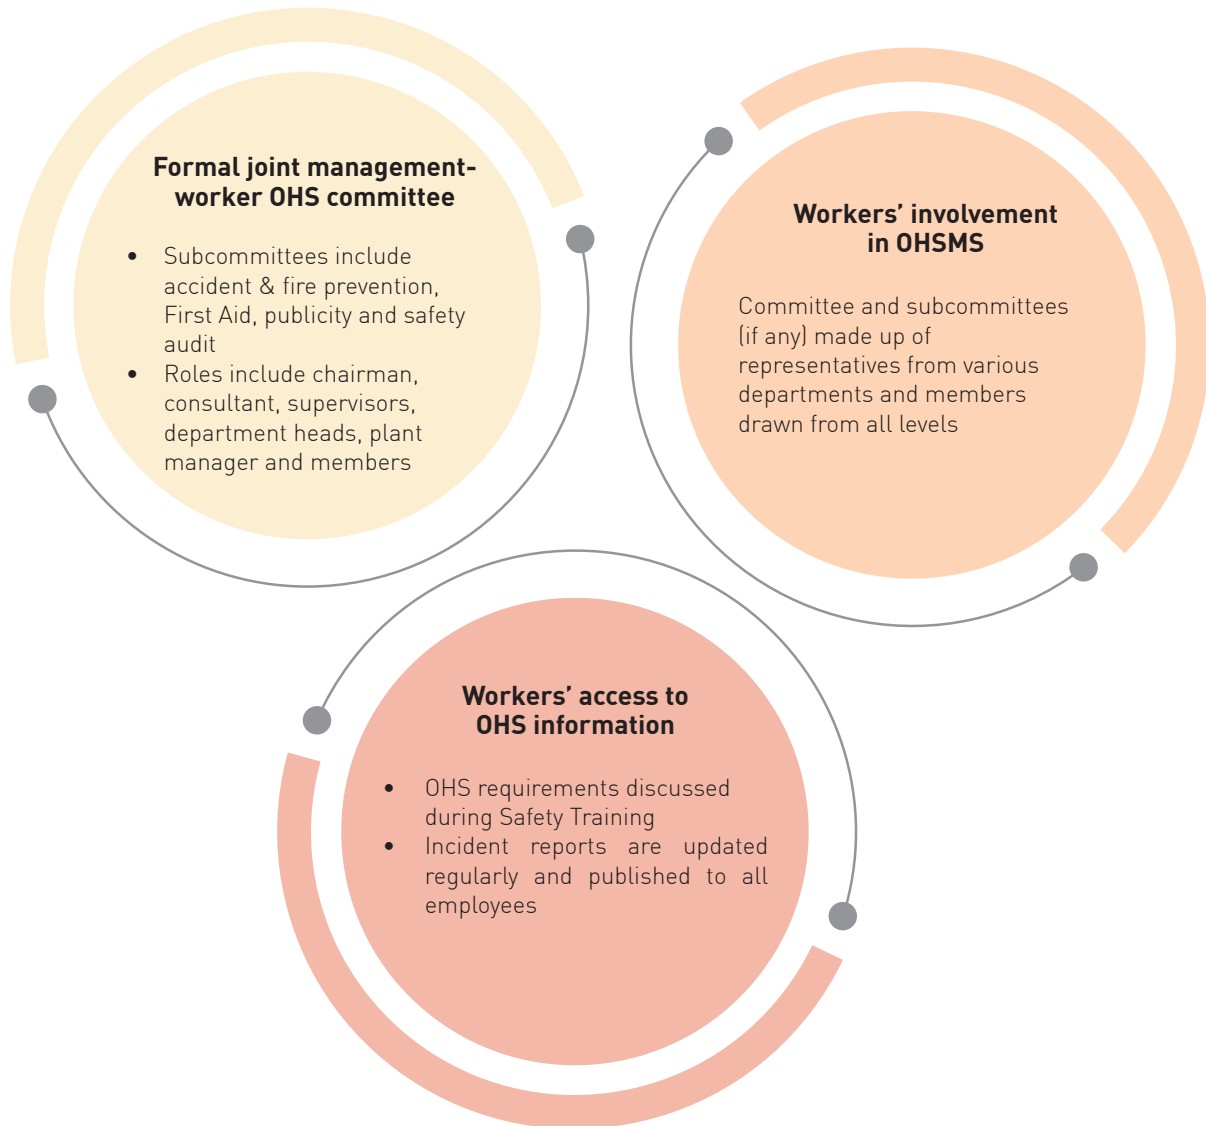 Formal joint management-
worker OHS committee
• Subcommittees include
accident & fire prevention,
First Aid, publicity and safety
audit
• Roles include chairman,
consultant, supervisors,
department heads, plant
manager and members
Workers’ involvement
in OHSMS
Committee and subcommittees
(if any) made up of
representatives from various
departments and members
drawn from all levels
Workers’ access to
OHS information
• OHS requirements discussed
during Safety Training
• Incident reports are updated
regularly and published to all
employees